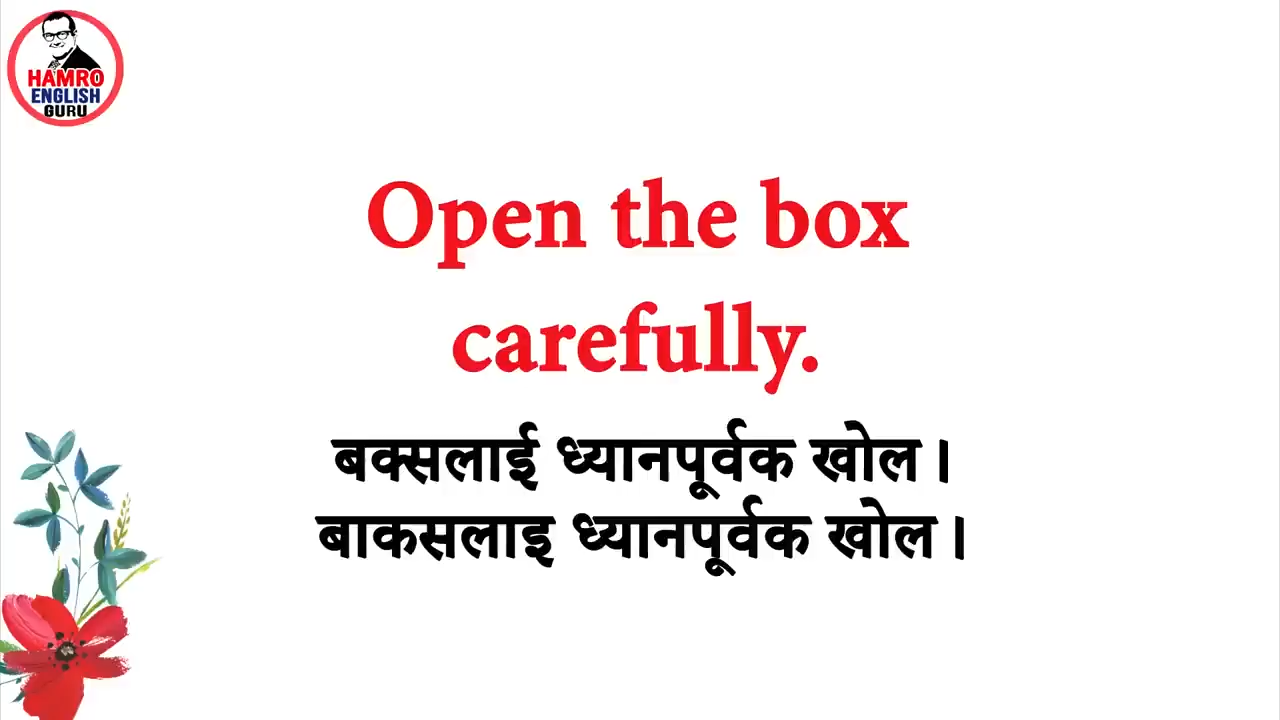 HAMRO
ENGLISH
GURU
Open the box
carefully.
बक्सलाई ध्यानपूर्वक खोल।
बाकसलाइ ध्यानपूर्वक खोल।